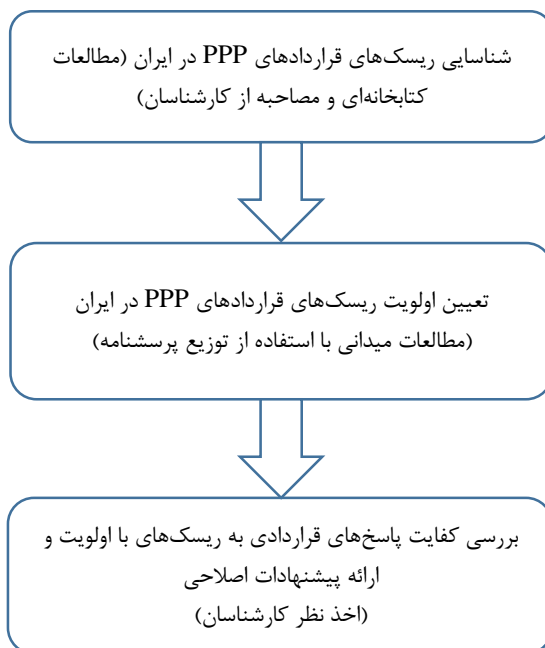 شناسایی ریسک‌های قراردادهای PPP در ایران (مطالعات
کتابخانه‌ای و مصاحبه از کارشناسان)
تعیین اولویت ریسک‌های قراردادهای PPP در ایران
(مطالعات میدانی با استفاده از توزیع پرسشنامه)
بررسی کفایت پاسخ‌های قراردادی به ریسک‌های با اولویت و
ارائه پیشنهادات اصلاحی
(اخذ نظر کارشناسان)